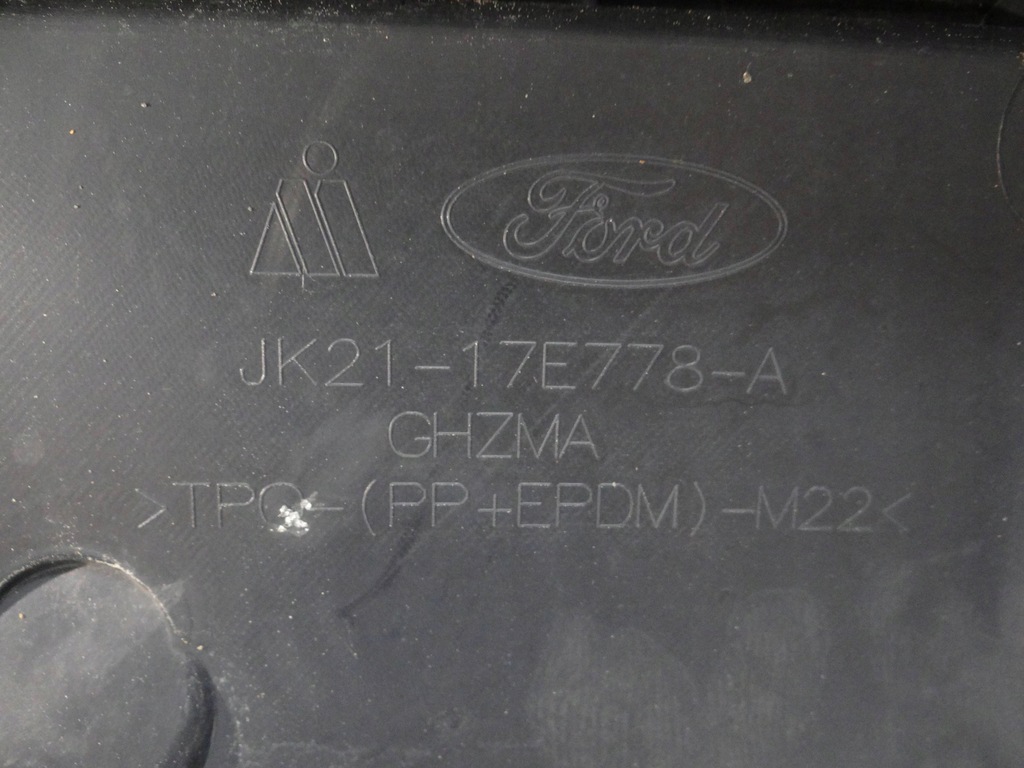 Ford
JK21-17E778-A
GHZMA
>TPO-(PP+EPDM)-M22<